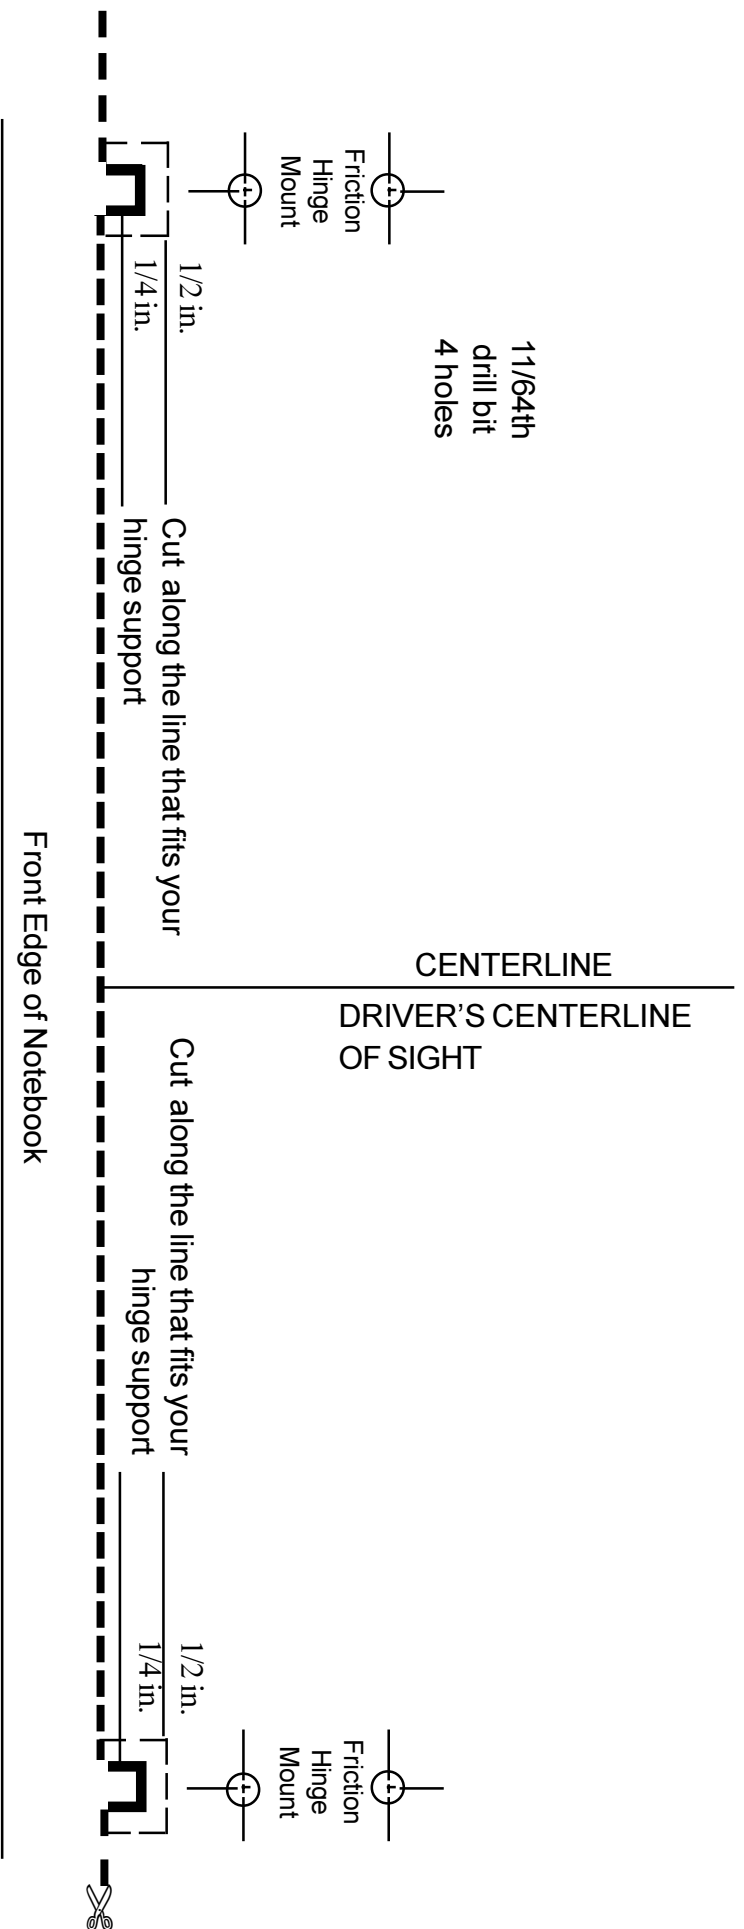 Friction
Hinge
Mount
11/64th
drill bit
4 holes
1/2 in.
1/4 in.
Cut along the line that fits your
hinge support
CENTERLINE
DRIVER’S CENTERLINE
OF SIGHT
Cut along the line that fits your
hinge support
1/2 in.
1/4 in.
Friction
Hinge
Mount
Front Edge of Notebook